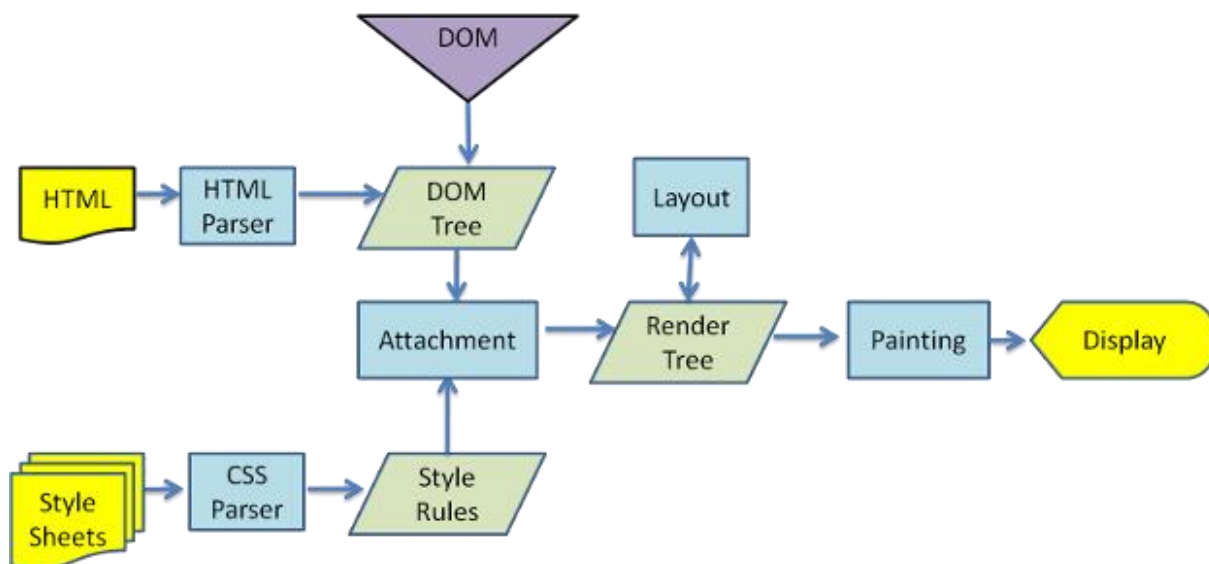 DOM
HTML
HTML
Parser
DOM
Tree
Layout
Attachment
Render
Tree
Painting
Display
Style
Sheets
CSS
Parser
Style
Rules